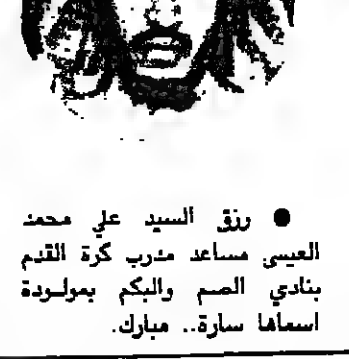 ● رزق السيد علي محمد
العيسى مساعد مدرب كرة القدم
بنادي الصم والبكم بمولودة
اسماها سارة.. مبارك.